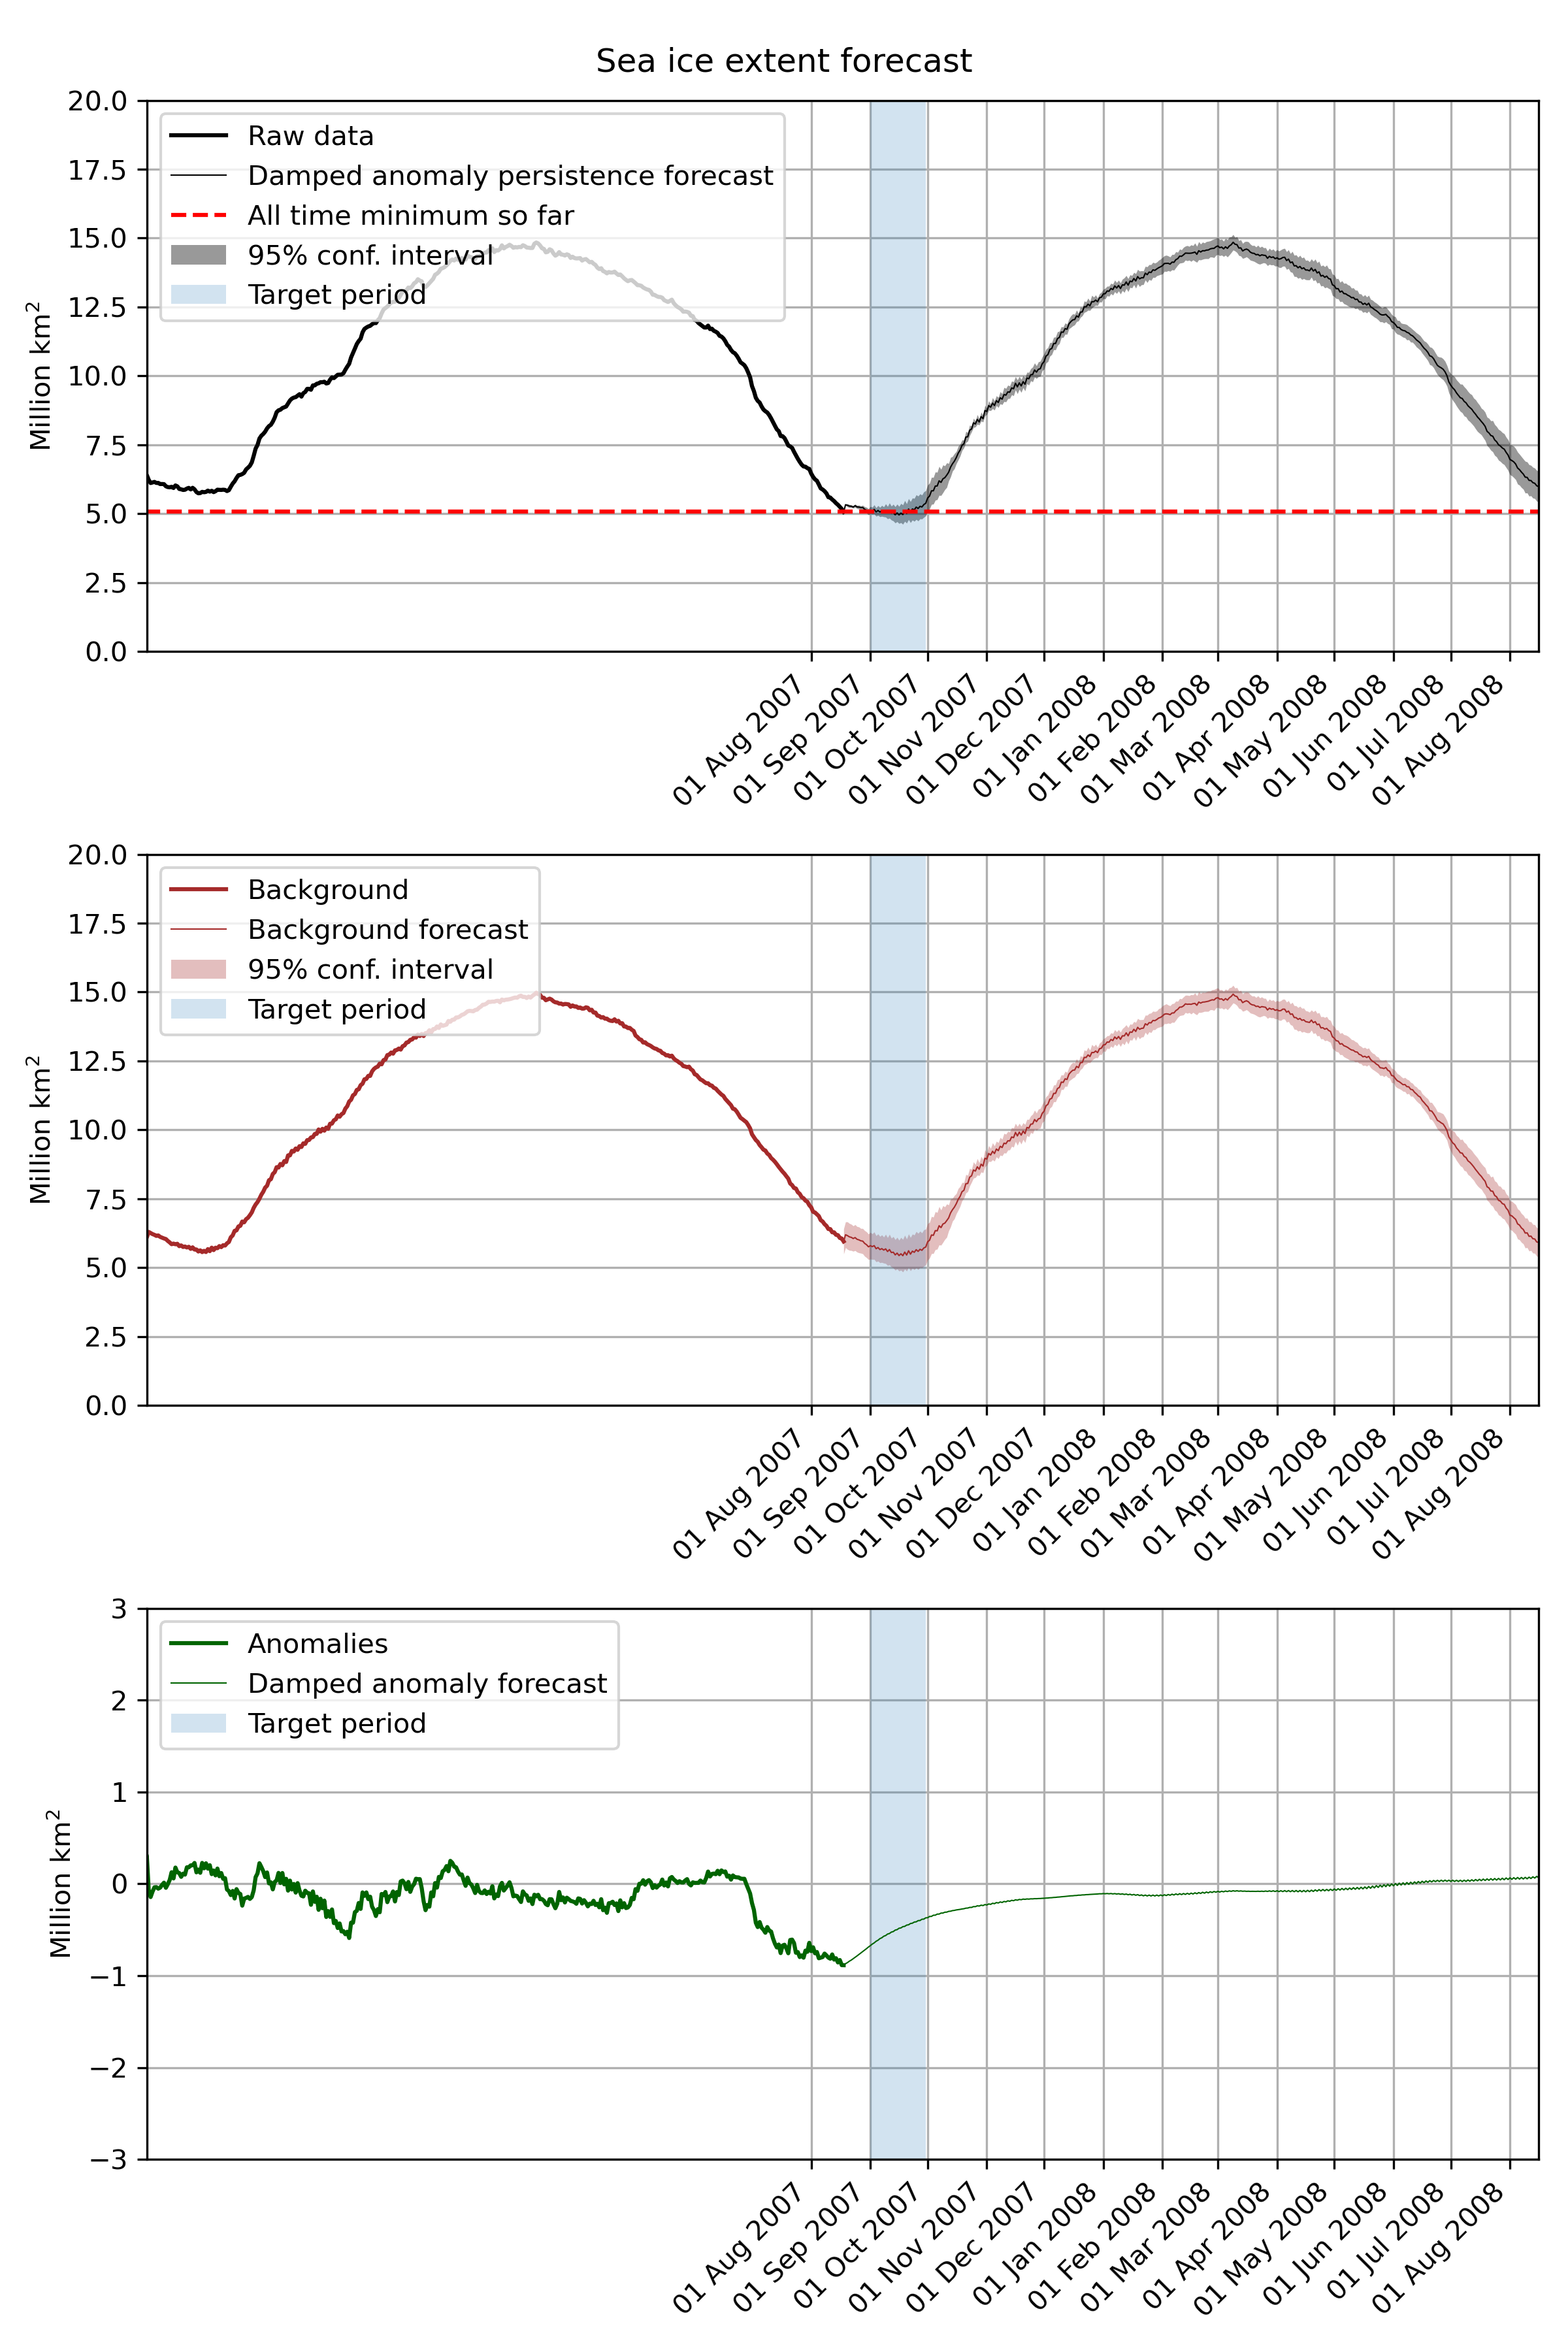 Sea ice extent forecast
20.0
17.5
15.0
12.5
10.0
7.5
5.0
2.5
0.0
Million km²
Raw data
Damped anomaly persistence forecast
All time minimum so far
95% conf. interval
Target period
01 Aug 2007
01 Sep 2007
01 Oct 2007
01 Nov 2007
01 Dec 2007
01 Jan 2008
01 Feb 2008
01 Mar 2008
01 Apr 2008
01 May 2008
01 Jun 2008
01 Jul 2008
01 Aug 2008
20.0
17.5
15.0
12.5
10.0
7.5
5.0
2.5
0.0
Million km²
Background
Background forecast
95% conf. interval
Target period
01 Aug 2007
01 Sep 2007
01 Oct 2007
01 Nov 2007
01 Dec 2007
01 Jan 2008
01 Feb 2008
01 Mar 2008
01 Apr 2008
01 May 2008
01 Jun 2008
01 Jul 2008
01 Aug 2008
3
2
1
0
−1
−2
−3
Million km²
Anomalies
Damped anomaly forecast
Target period
01 Aug 2007
01 Sep 2007
01 Oct 2007
01 Nov 2007
01 Dec 2007
01 Jan 2008
01 Feb 2008
01 Mar 2008
01 Apr 2008
01 May 2008
01 Jun 2008
01 Jul 2008
01 Aug 2008